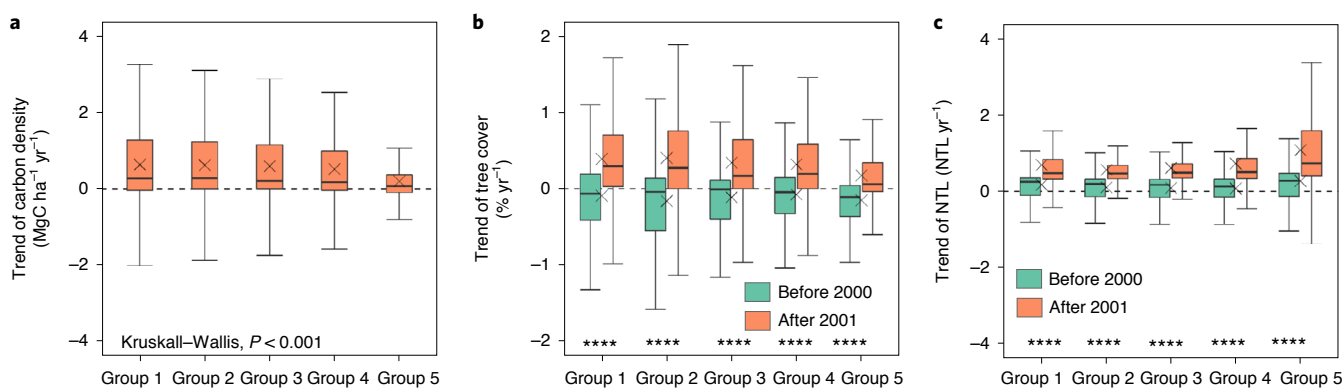 a
Trend of carbon density
(MgC ha⁻¹ yr⁻¹)
4
2
0
−2
−4
Kruskall–Wallis, P < 0.001
Group 1 Group 2 Group 3 Group 4 Group 5
b
Trend of tree cover
(% yr⁻¹)
2
1
0
−1
−2
Before 2000
After 2001
**** **** **** **** ****
Group 1 Group 2 Group 3 Group 4 Group 5
c
Trend of NTL (NTL yr⁻¹)
4
2
0
−2
−4
Before 2000
After 2001
**** **** **** **** ****
Group 1 Group 2 Group 3 Group 4 Group 5